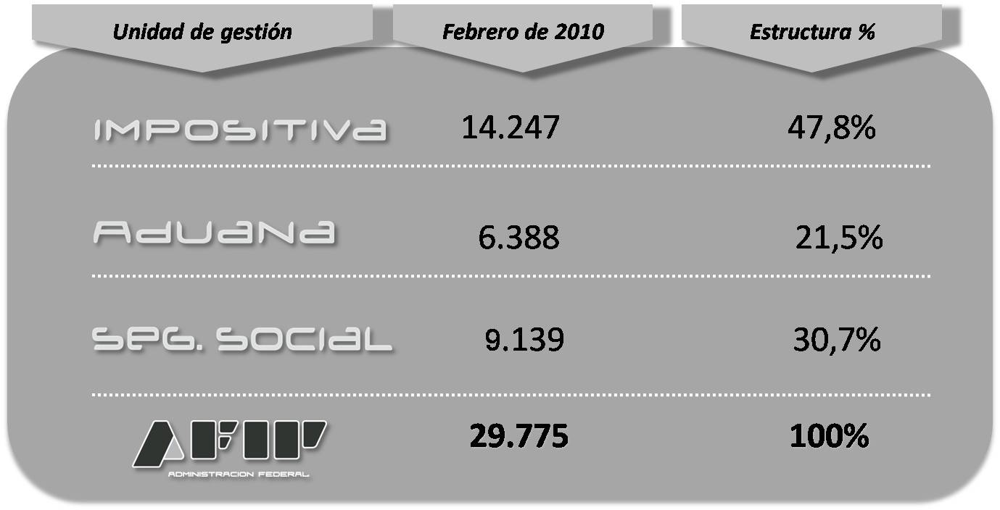 Unidad de gestión Febrero de 2010 Estructura %
IMPOSITIVa 14.247 47,8%
ADUANA 6.388 21,5%
SEG. SOCIAL 9.139 30,7%
AFIP 29.775 100%
ADMINISTRACION FEDERAL